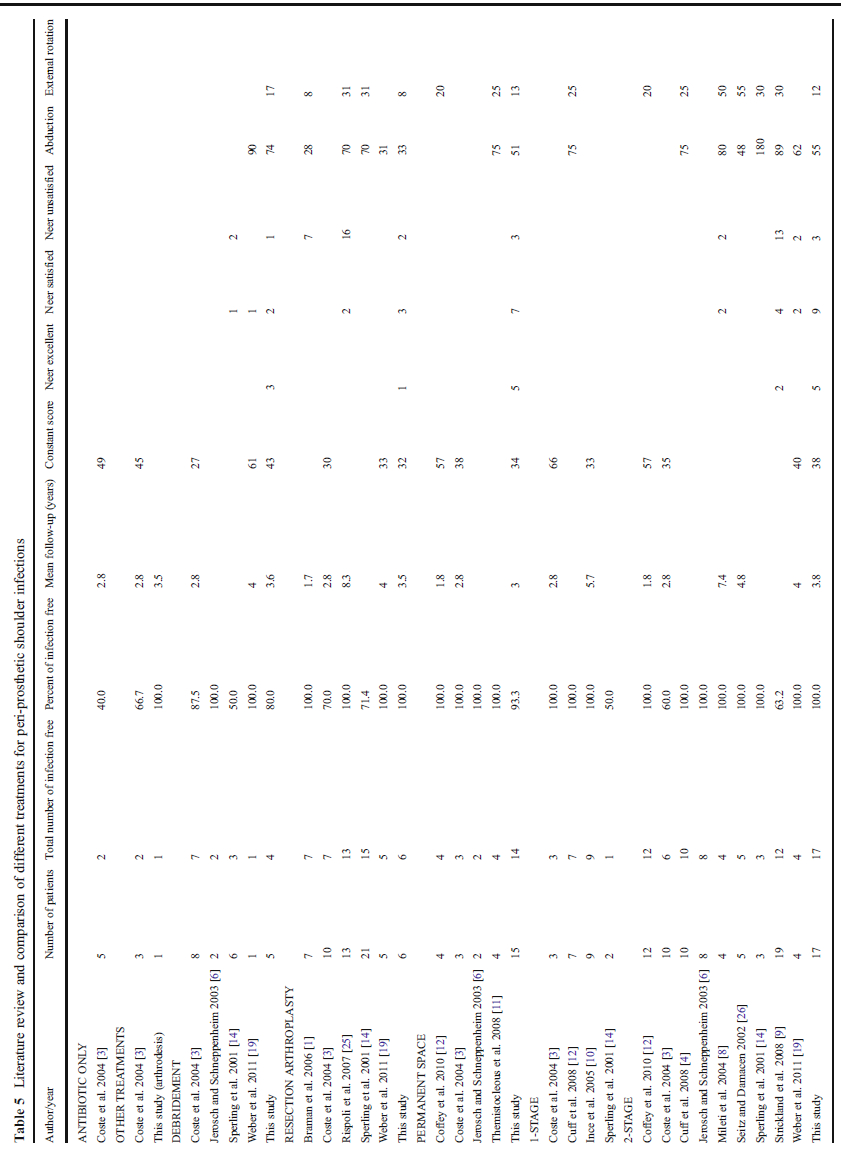 Table 5 Literature review and comparison of different treatments for peri-prosthetic shoulder infections
Author/year Number of patients Total number of infection free Percent of infection free Mean follow-up (years) Constant score Neer excellent Neer satisfied Neer unsatisfied Abduction External rotation
ANTIBIOTIC ONLY
Coste et al. 2004 [3] 5 2 40.0 2.8 49
OTHER TREATMENTS
Coste et al. 2004 [3] 3 2 66.7 2.8 45
This study (arthrodesis) 1 1 100.0 3.5
DEBRIDEMENT
Coste et al. 2004 [3] 8 7 87.5 2.8 27
Jerosch and Schneppenheim 2003 [6] 2 2 100.0
Sperling et al. 2001 [14] 6 3 50.0 1 2
Weber et al. 2011 [19] 1 1 100.0 4 61 1 90
This study 5 4 80.0 3.6 43 3 2 1 74 17
RESECTION ARTHROPLASTY
Braman et al. 2006 [1] 7 7 100.0 1.7 7 28 8
Coste et al. 2004 [3] 10 7 70.0 2.8 30
Rispoli et al. 2007 [25] 13 13 100.0 8.3 2 16 70 31
Sperling et al. 2001 [14] 21 15 71.4 70 31
Weber et al. 2011 [19] 5 5 100.0 4 33 31
This study 6 6 100.0 3.5 32 1 3 2 33 8
PERMANENT SPACE
Coffey et al. 2010 [12] 4 4 100.0 1.8 57 20
Coste et al. 2004 [3] 3 3 100.0 2.8 38
Jerosch and Schneppenheim 2003 [6] 2 2 100.0
Themistocleous et al. 2008 [11] 4 4 100.0 75 25
This study 15 14 93.3 3 34 5 7 3 51 13
1-STAGE
Coste et al. 2004 [3] 3 3 100.0 2.8 66
Cuff et al. 2008 [12] 7 7 100.0 75 25
Ince et al. 2005 [10] 9 9 100.0 5.7 33
Sperling et al. 2001 [14] 2 1 50.0
2-STAGE
Coffey et al. 2010 [12] 12 12 100.0 1.8 57 20
Coste et al. 2004 [3] 10 6 60.0 2.8 35
Cuff et al. 2008 [4] 10 10 100.0 75 25
Jerosch and Schneppenheim 2003 [6] 8 8 100.0
Mileti et al. 2004 [8] 4 4 100.0 7.4 2 2 80 50
Seitz and Damacen 2002 [26] 5 5 100.0 4.8 48 55
Sperling et al. 2001 [14] 3 3 100.0 180 30
Strickland et al. 2008 [9] 19 12 63.2 2 4 13 89 30
Weber et al. 2011 [19] 4 4 100.0 4 40 2 2 62
This study 17 17 100.0 3.8 38 5 9 3 55 12